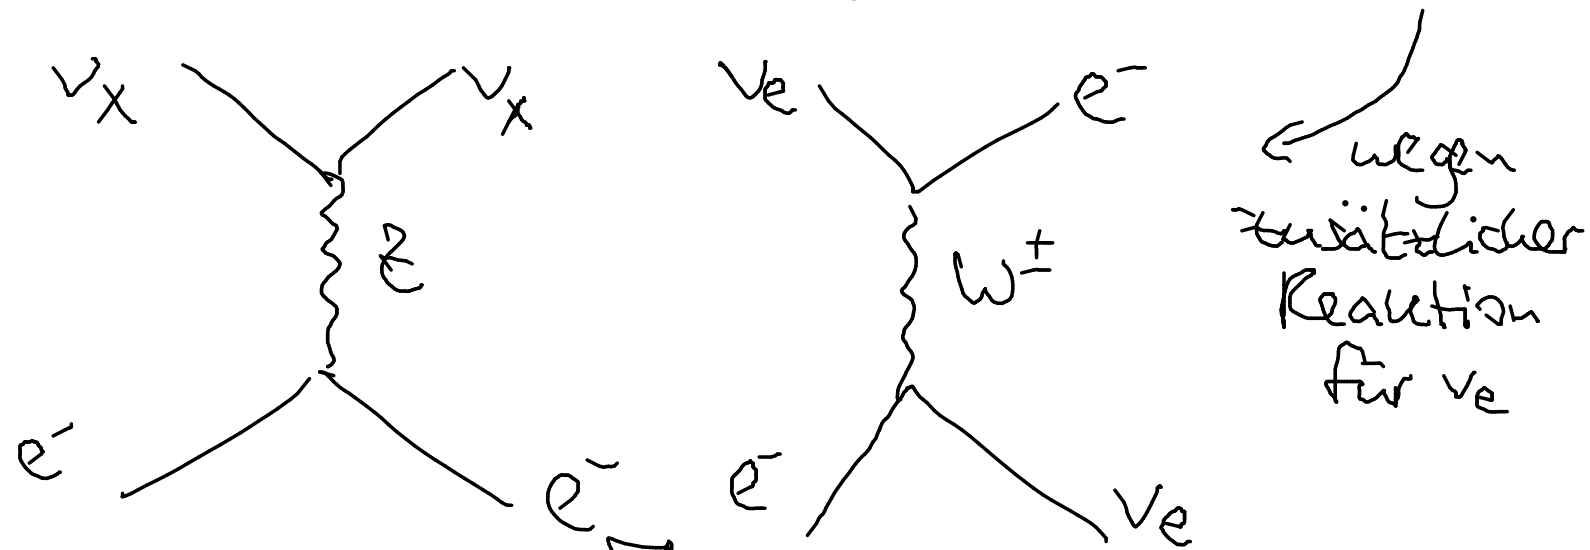 νx νx νe e⁻
wegen
zusätzlicher
Z W± Reaktion
für νe
e⁻ e⁻ e⁻ νe